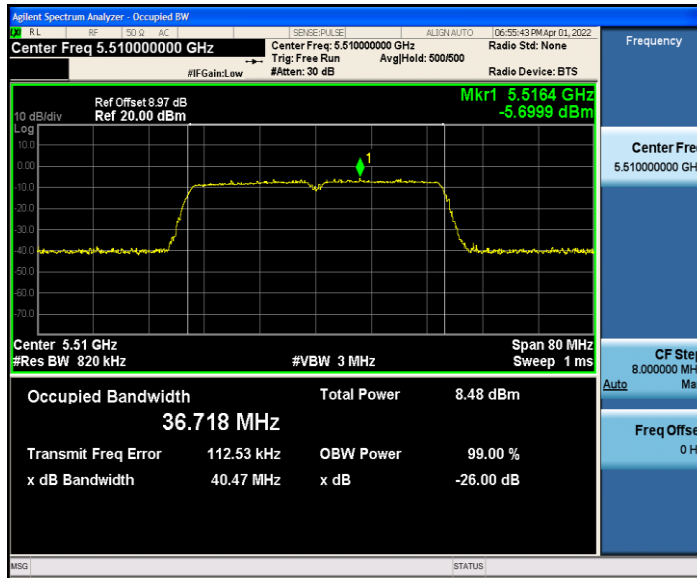 Agilent Spectrum Analyzer - Occupied BW
RL RF 50 Ω AC SENSE:PULSE ALIGN AUTO 06:55:43 PM Apr 01, 2022
Center Freq 5.510000000 GHz
Center Freq: 5.510000000 GHz
Radio Std: None
Trig: Free Run Avg|Hold: 500/500
#IFGain:Low
#Atten: 30 dB
Radio Device: BTS
Frequency
Ref Offset 8.97 dB
Mkr1 5.5164 GHz
10 dB/div Ref 20.00 dBm
-5.6999 dBm
Log
10.0
0.00
-10.0
-20.0
-30.0
-40.0
-50.0
-60.0
-70.0
1
Center 5.51 GHz
Span 80 MHz
#Res BW 820 kHz
#VBW 3 MHz
Sweep 1 ms
Center Fre
5.510000000 GH
CF Step
8.000000 MH
Auto Ma
Freq Offse
0 H
Occupied Bandwidth
Total Power 8.48 dBm
36.718 MHz
Transmit Freq Error 112.53 kHz OBW Power 99.00 %
x dB Bandwidth 40.47 MHz x dB -26.00 dB
MSG STATUS